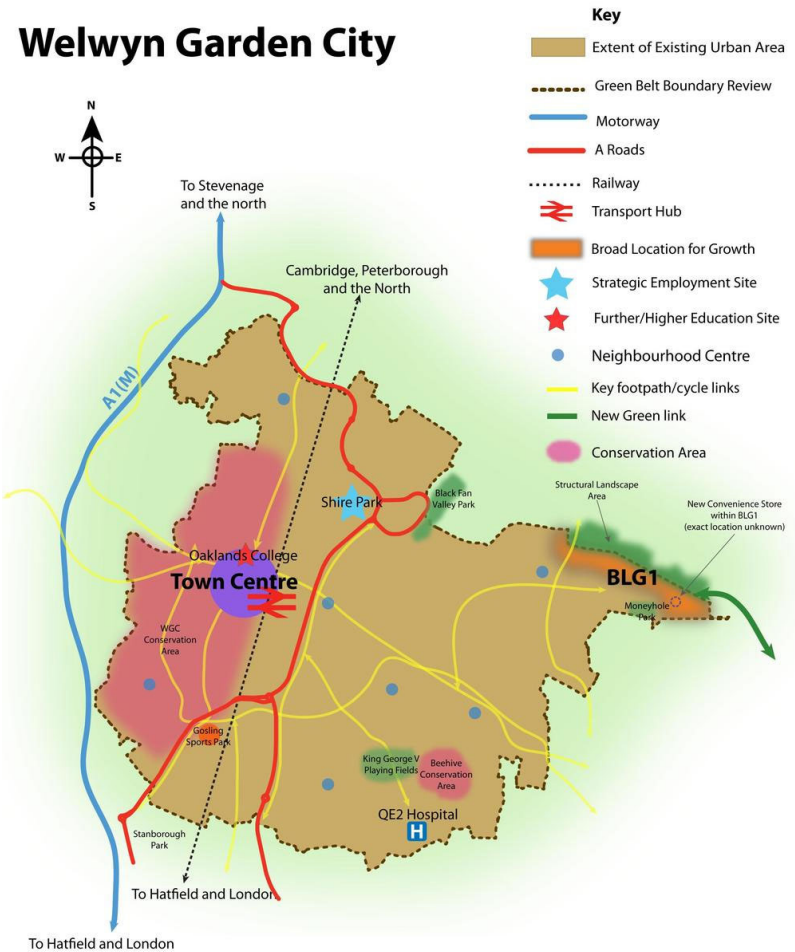 Welwyn Garden City
Key
Extent of Existing Urban Area
Green Belt Boundary Review
Motorway
A Roads
Railway
Transport Hub
Broad Location for Growth
Strategic Employment Site
Further/Higher Education Site
Neighbourhood Centre
Key footpath/cycle links
New Green link
Conservation Area
N
W
E
S
To Stevenage
and the north
Cambridge, Peterborough
and the North
A1(M)
Shire Park
Black Fan
Valley Park
Structural Landscape
Area
New Convenience Store
within BLG1
(exact location unknown)
Oaklands College
Town Centre
BLG1
Moneyhole
Park
WGC
Conservation
Area
Gosling
Sports Park
King George V
Playing Fields
Beehive
Conservation
Area
QE2 Hospital
H
Stanborough
Park
To Hatfield and London
To Hatfield and London